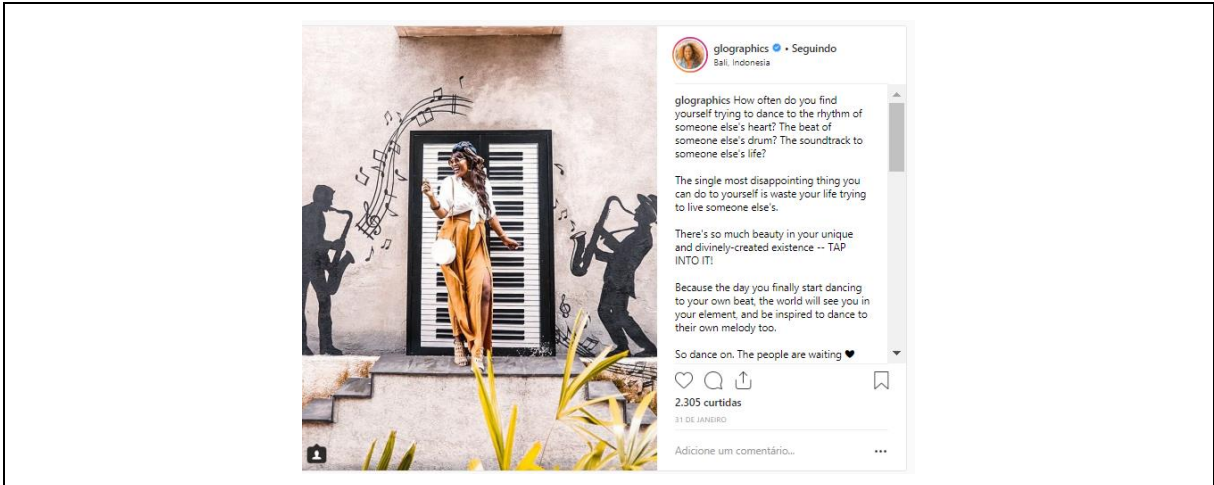 glographics • Seguindo
Bali, Indonesia
glographics How often do you find
yourself trying to dance to the rhythm of
someone else's heart? The beat of
someone else's drum? The soundtrack to
someone else's life?
The single most disappointing thing you
can do to yourself is waste your life trying
to live someone else's.
There's so much beauty in your unique
and divinely-created existence -- TAP
INTO IT!
Because the day you finally start dancing
to your own beat, the world will see you in
your element, and be inspired to dance to
their own melody too.
So dance on. The people are waiting ♥
2.305 curtidas
31 DE JANEIRO
Adicione um comentário...